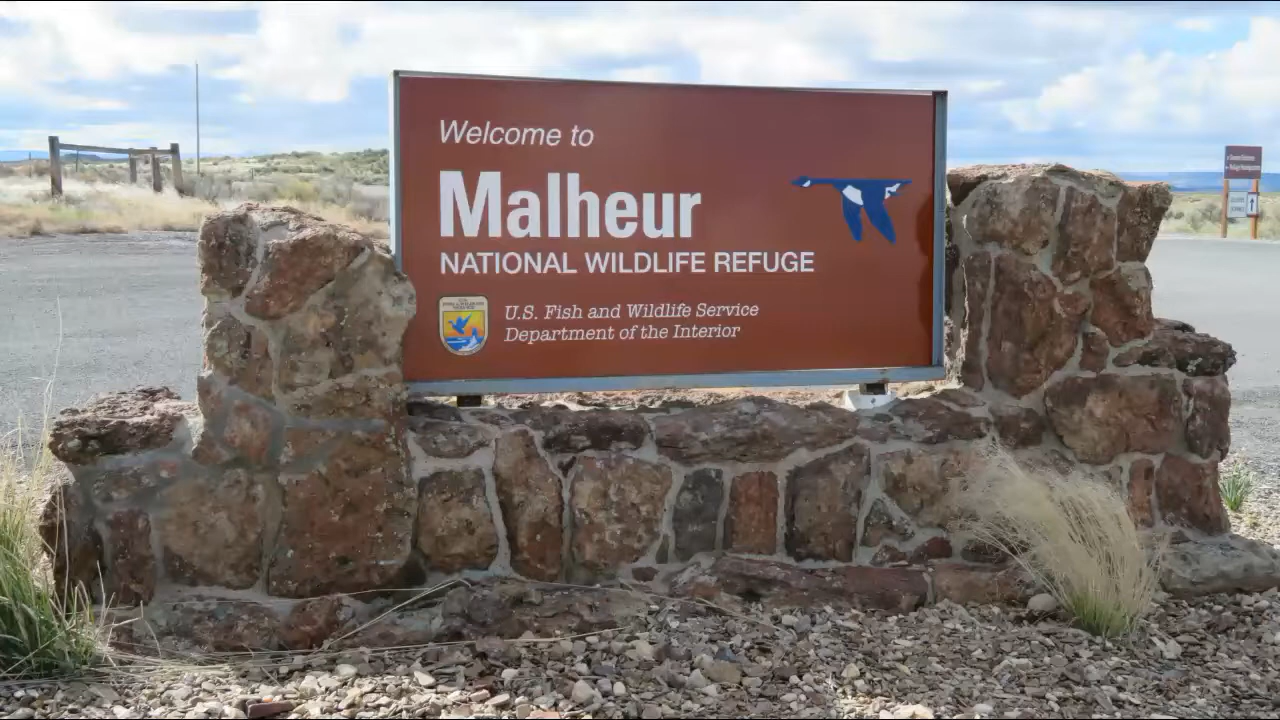 Welcome to
Malheur
NATIONAL WILDLIFE REFUGE
U.S. Fish and Wildlife Service
Department of the Interior